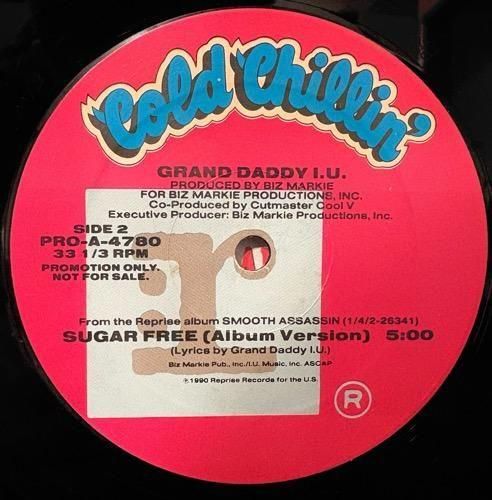 Cold Chillin'
GRAND DADDY I.U.
PRODUCED BY BIZ MARKIE
FOR BIZ MARKIE PRODUCTIONS, INC.
Co-Produced by Cutmaster Cool V
Executive Producer: Biz Markie Productions, Inc.
SIDE 2
PRO-A-4780
33 1/3 RPM
PROMOTION ONLY.
NOT FOR SALE.
r
From the Reprise album SMOOTH ASSASSIN (1/4/2-26341)
SUGAR FREE (Album Version) 5:00
(Lyrics by Grand Daddy I.U.)
Biz Markie Pub., Inc./I.U. Music, Inc. ASCAP
℗1990 Reprise Records for the U.S.
®